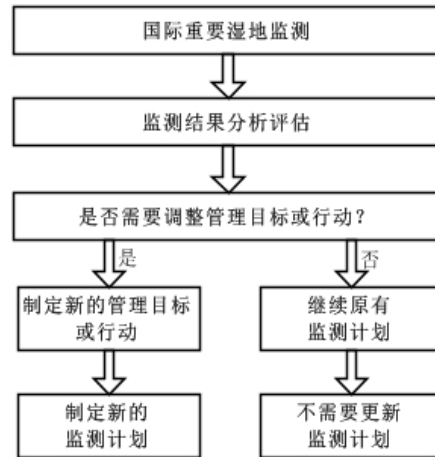 国际重要湿地监测
监测结果分析评估
是否需要调整管理目标或行动?
是
否
制定新的管理目标
或行动
继续原有
监测计划
制定新的
监测计划
不需要更新
监测计划